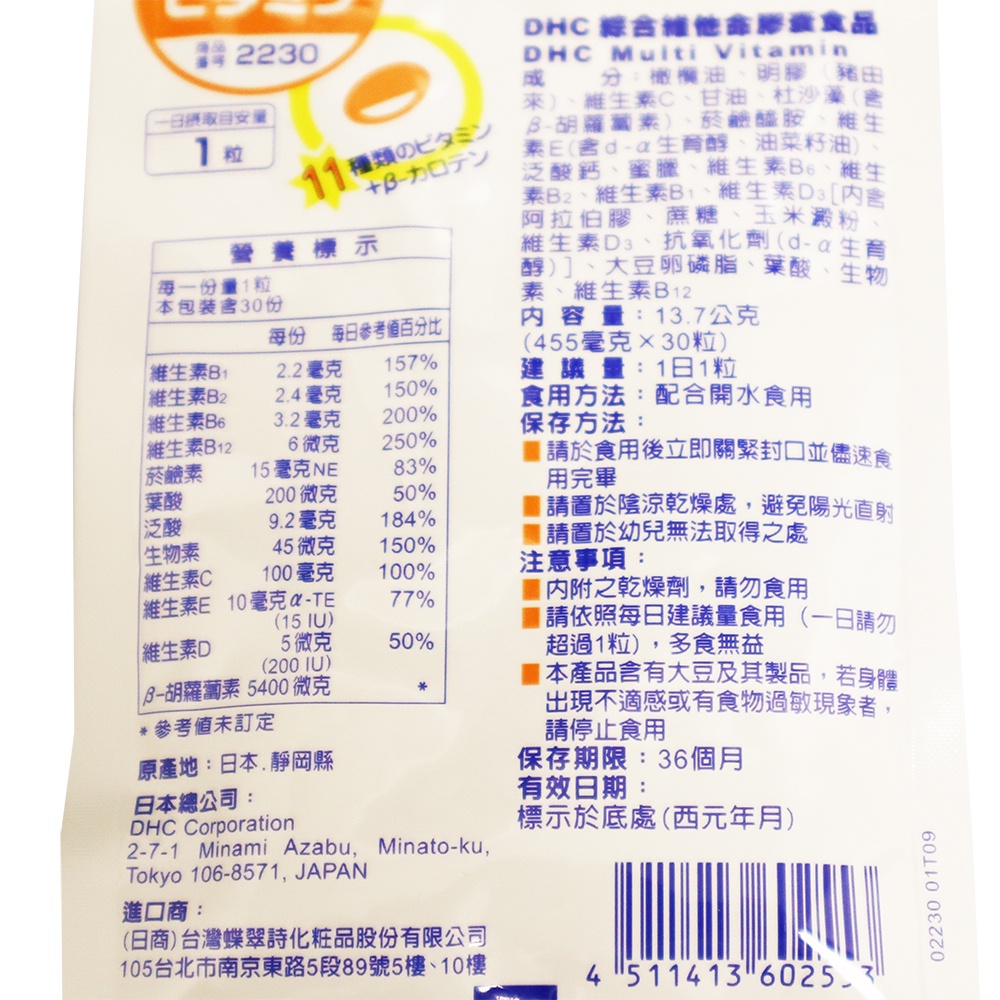 ビタミン
商品
番号 2230
一日摂取目安量
1粒
11種類のビタミン
+β-カロテン
營養標示
每一份量1粒
本包裝含30份
每份 每日參考值百分比
維生素B1 2.2毫克 157%
維生素B2 2.4毫克 150%
維生素B6 3.2毫克 200%
維生素B12 6微克 250%
菸鹼素 15毫克NE 83%
葉酸 200微克 50%
泛酸 9.2毫克 184%
生物素 45微克 150%
維生素C 100毫克 100%
維生素E 10毫克α-TE 77%
(15 IU)
維生素D 5微克 50%
(200 IU)
β-胡蘿蔔素 5400微克 *
*參考值未訂定
原產地：日本.靜岡縣
日本總公司：
DHC Corporation
2-7-1 Minami Azabu, Minato-ku,
Tokyo 106-8571, JAPAN
進口商：
(日商)台灣蝶翠詩化粧品股份有限公司
105台北市南京東路5段89號5樓、10樓
DHC 綜合維他命膠囊食品
DHC Multi Vitamin
成 分：橄欖油、明膠（豬由
來）、維生素C、甘油、杜沙藻(含
β-胡蘿蔔素)、菸鹼醯胺、維生
素E(含d-α生育醇、油菜籽油)、
泛酸鈣、蜜臘、維生素B6、維生
素B2、維生素B1、維生素D3[內含
阿拉伯膠、蔗糖、玉米澱粉、
維生素D3、抗氧化劑(d-α生育
醇)]、大豆卵磷脂、葉酸、生物
素、維生素B12
內 容 量：13.7公克
(455毫克×30粒)
建 議 量：1日1粒
食用方法：配合開水食用
保存方法：
■請於食用後立即關緊封口並儘速食
用完畢
■請置於陰涼乾燥處，避免陽光直射
■請置於幼兒無法取得之處
注意事項：
■內附之乾燥劑，請勿食用
■請依照每日建議量食用（一日請勿
超過1粒），多食無益
■本產品含有大豆及其製品，若身體
出現不適感或有食物過敏現象者，
請停止食用
保存期限：36個月
有效日期：
標示於底處(西元年月)
4 511413 602553
02230 01T09